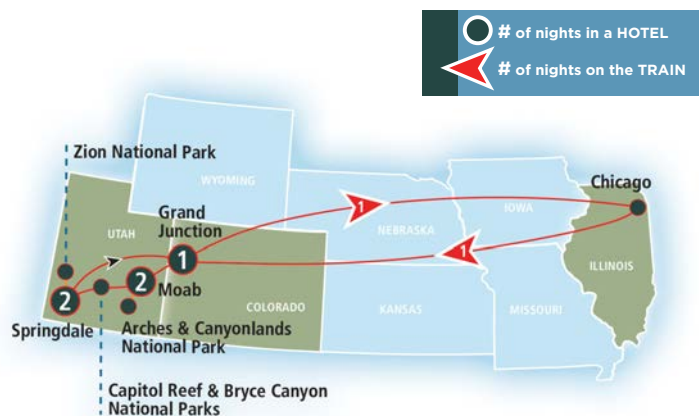 # of nights in a HOTEL
# of nights on the TRAIN
Zion National Park
WYOMING
Chicago
IOWA
1
Grand
Junction
NEBRASKA
UTAH
1
1
ILLINOIS
2
Moab
2
COLORADO
KANSAS
MISSOURI
Springdale
Arches & Canyonlands
National Park
Capitol Reef & Bryce Canyon
National Parks